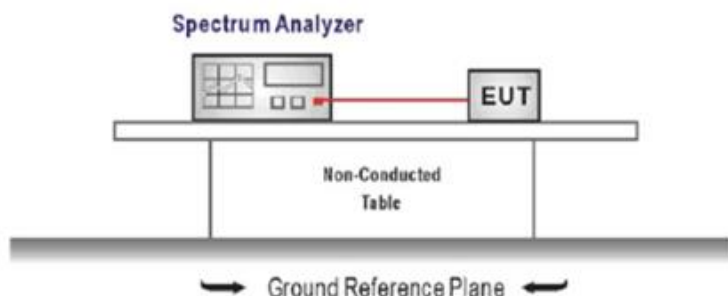 Spectrum Analyzer
EUT
Non-Conducted
Table
Ground Reference Plane